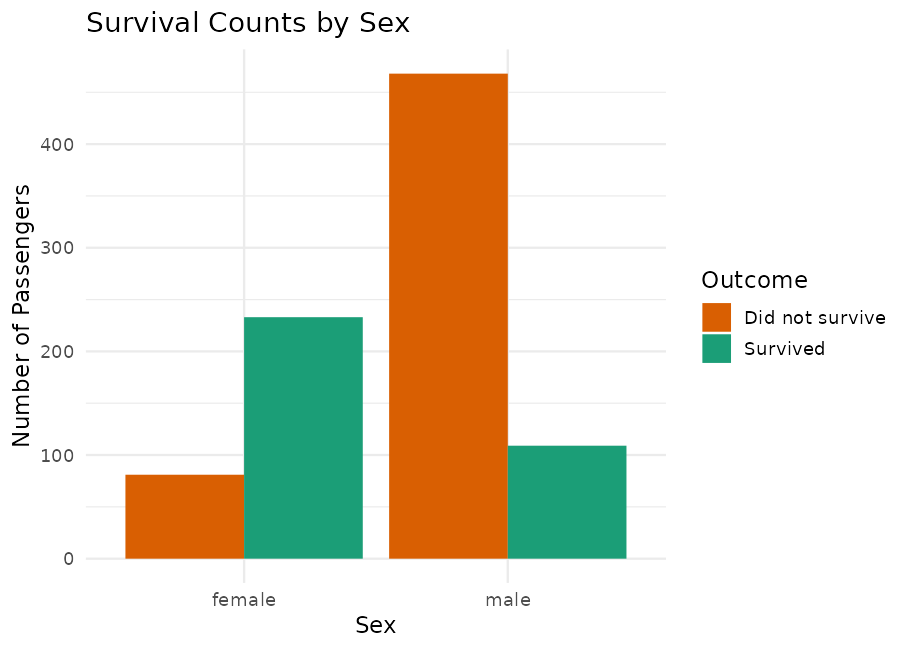 Survival Counts by Sex
Number of Passengers
400
300
200
100
0
female
male
Sex
Outcome
Did not survive
Survived